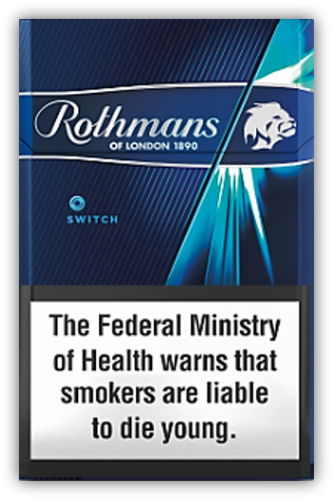 Rothmans
OF LONDON 1890
SWITCH
The Federal Ministry
of Health warns that
smokers are liable
to die young.